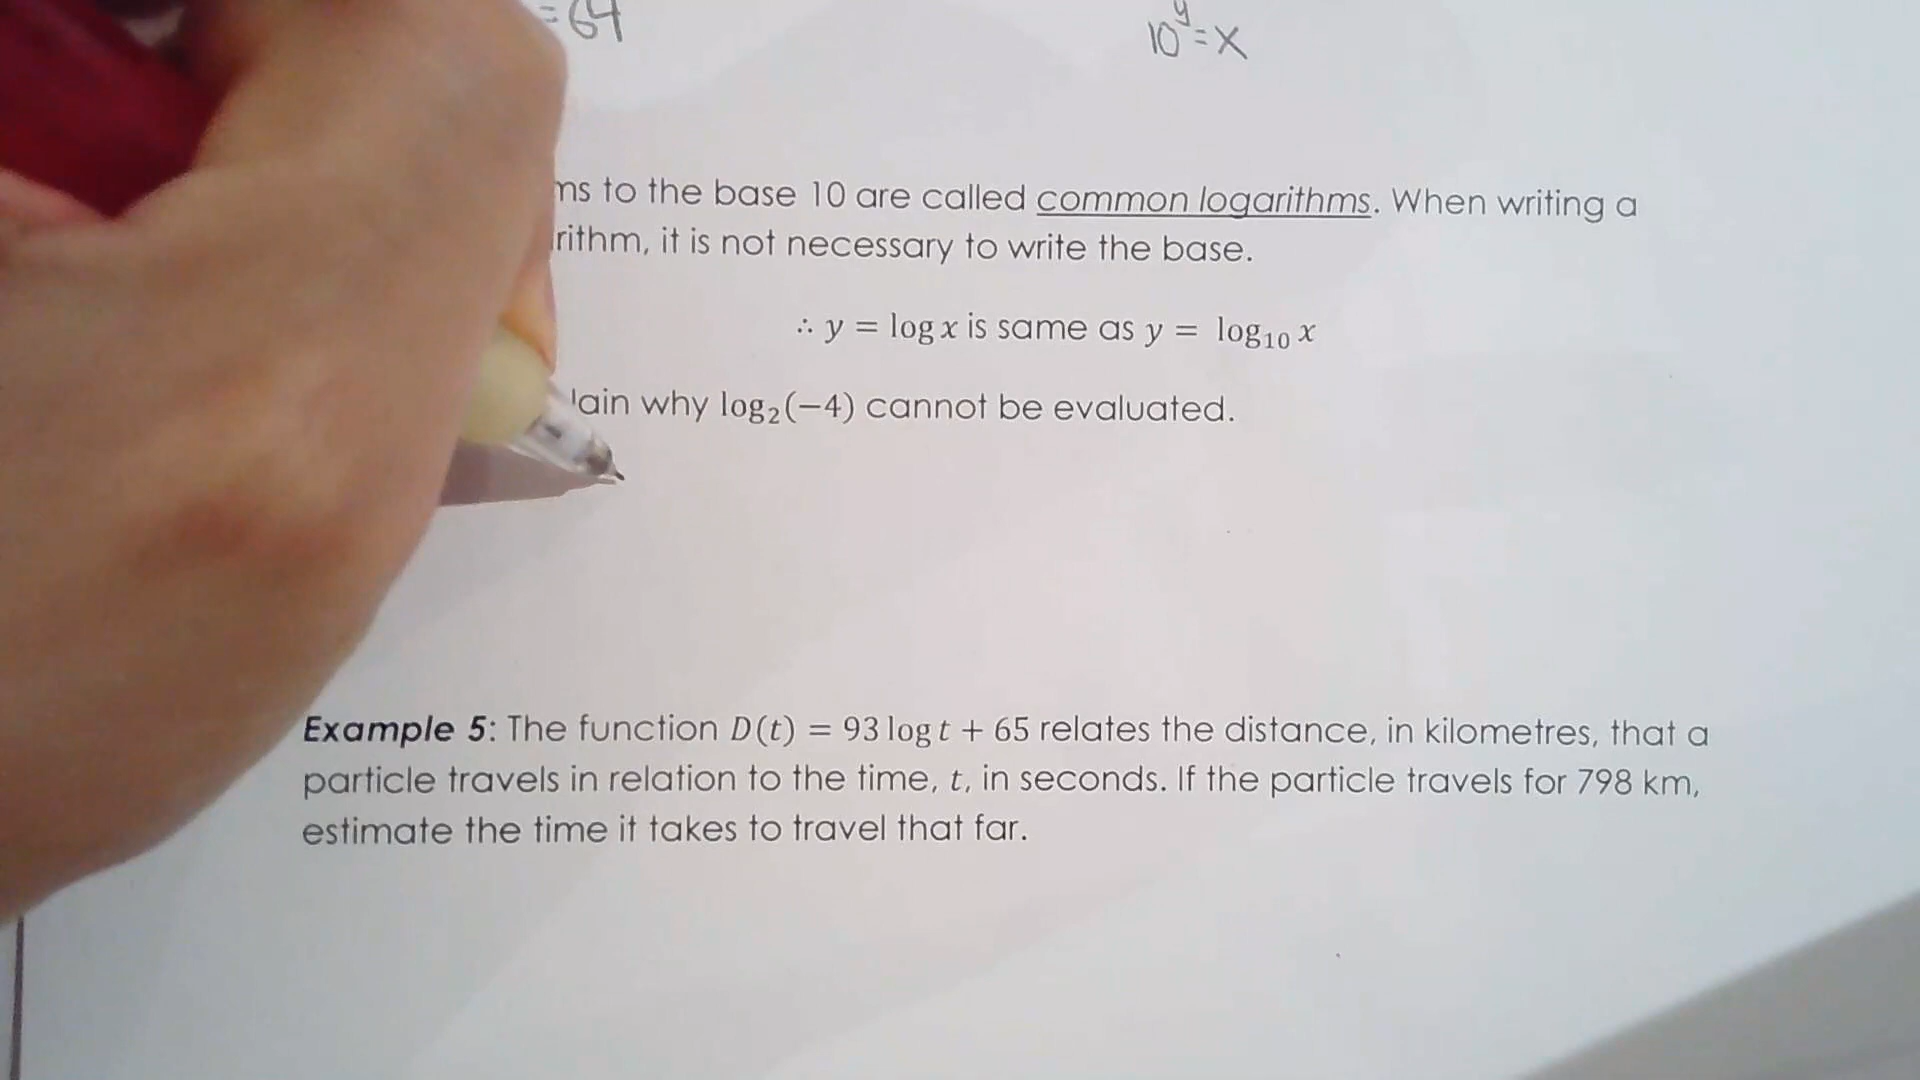 = 64
10^y = x
to the base 10 are called common logarithms. When writing a
it is not necessary to write the base.
∴ y = log x is same as y = log₁₀ x
why log₂(−4) cannot be evaluated.
Example 5: The function D(t) = 93 log t + 65 relates the distance, in kilometres, that a
particle travels in relation to the time, t, in seconds. If the particle travels for 798 km,
estimate the time it takes to travel that far.